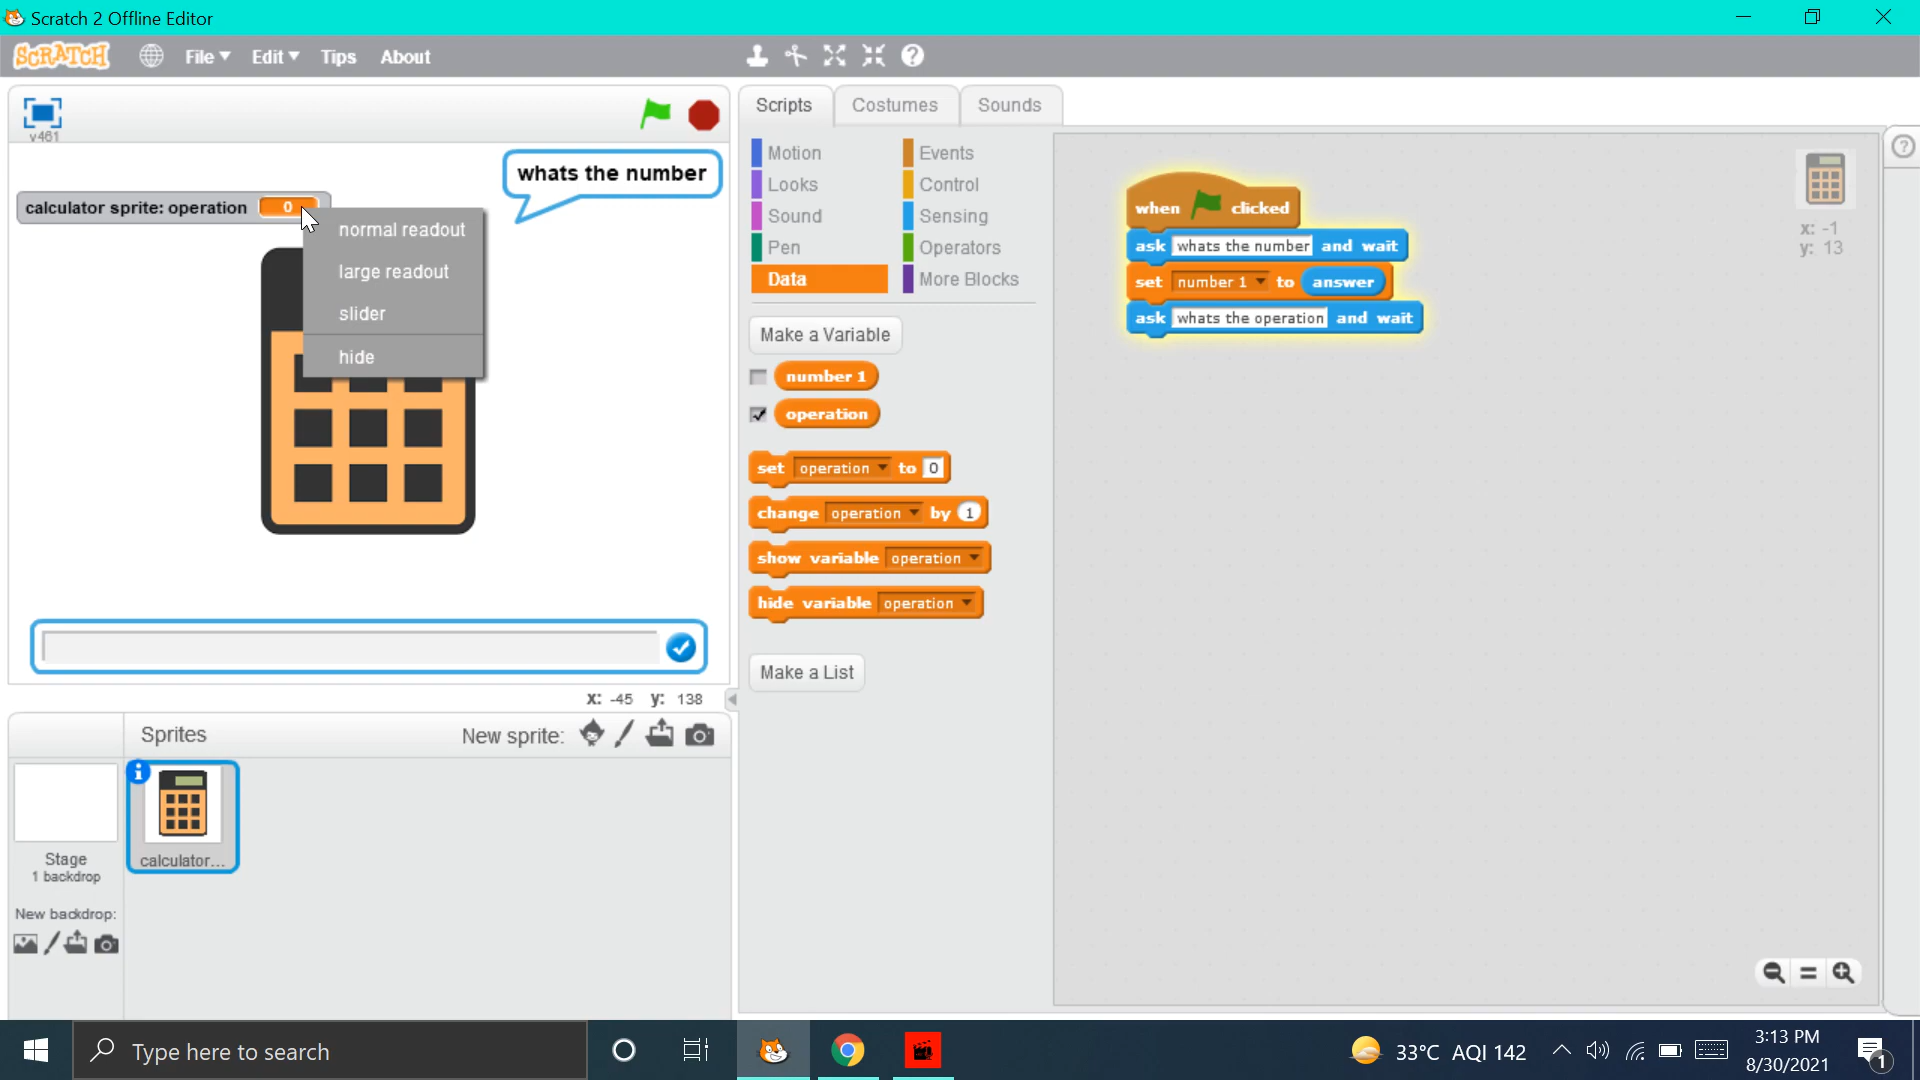 Scratch 2 Offline Editor
SCRATCH
File
Edit
Tips
About
v461
whats the number
calculator sprite: operation
0
normal readout
large readout
slider
hide
x: -45 y: 138
Sprites
New sprite:
Stage
1 backdrop
New backdrop:
calculator...
Scripts
Costumes
Sounds
Motion
Looks
Sound
Pen
Data
Events
Control
Sensing
Operators
More Blocks
Make a Variable
number 1
operation
set operation to 0
change operation by 1
show variable operation
hide variable operation
Make a List
when clicked
ask whats the number and wait
set number 1 to answer
ask whats the operation and wait
x: -1
y: 13
Type here to search
33°C AQI 142
3:13 PM
8/30/2021
1